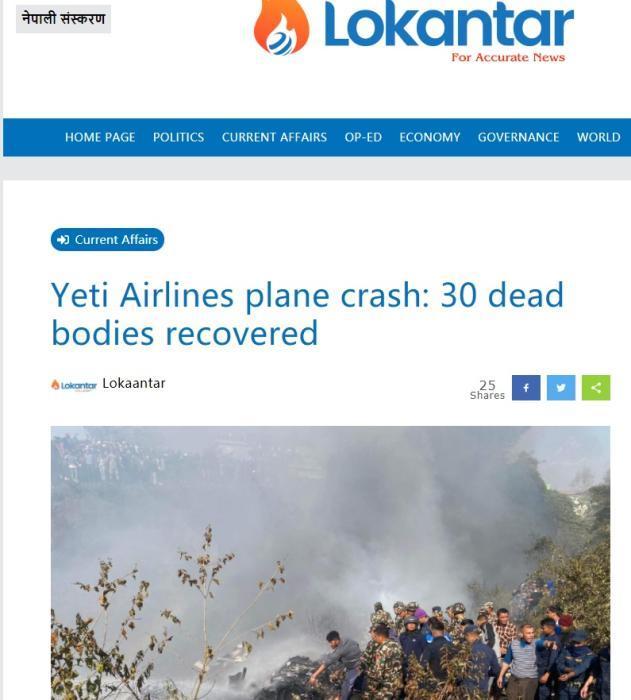 नेपाली संस्करण
Lokantar
For Accurate News
HOME PAGE POLITICS CURRENT AFFAIRS OP-ED ECONOMY GOVERNANCE WORLD
Current Affairs
Yeti Airlines plane crash: 30 dead
bodies recovered
Lokantar Lokaantar
25
Shares